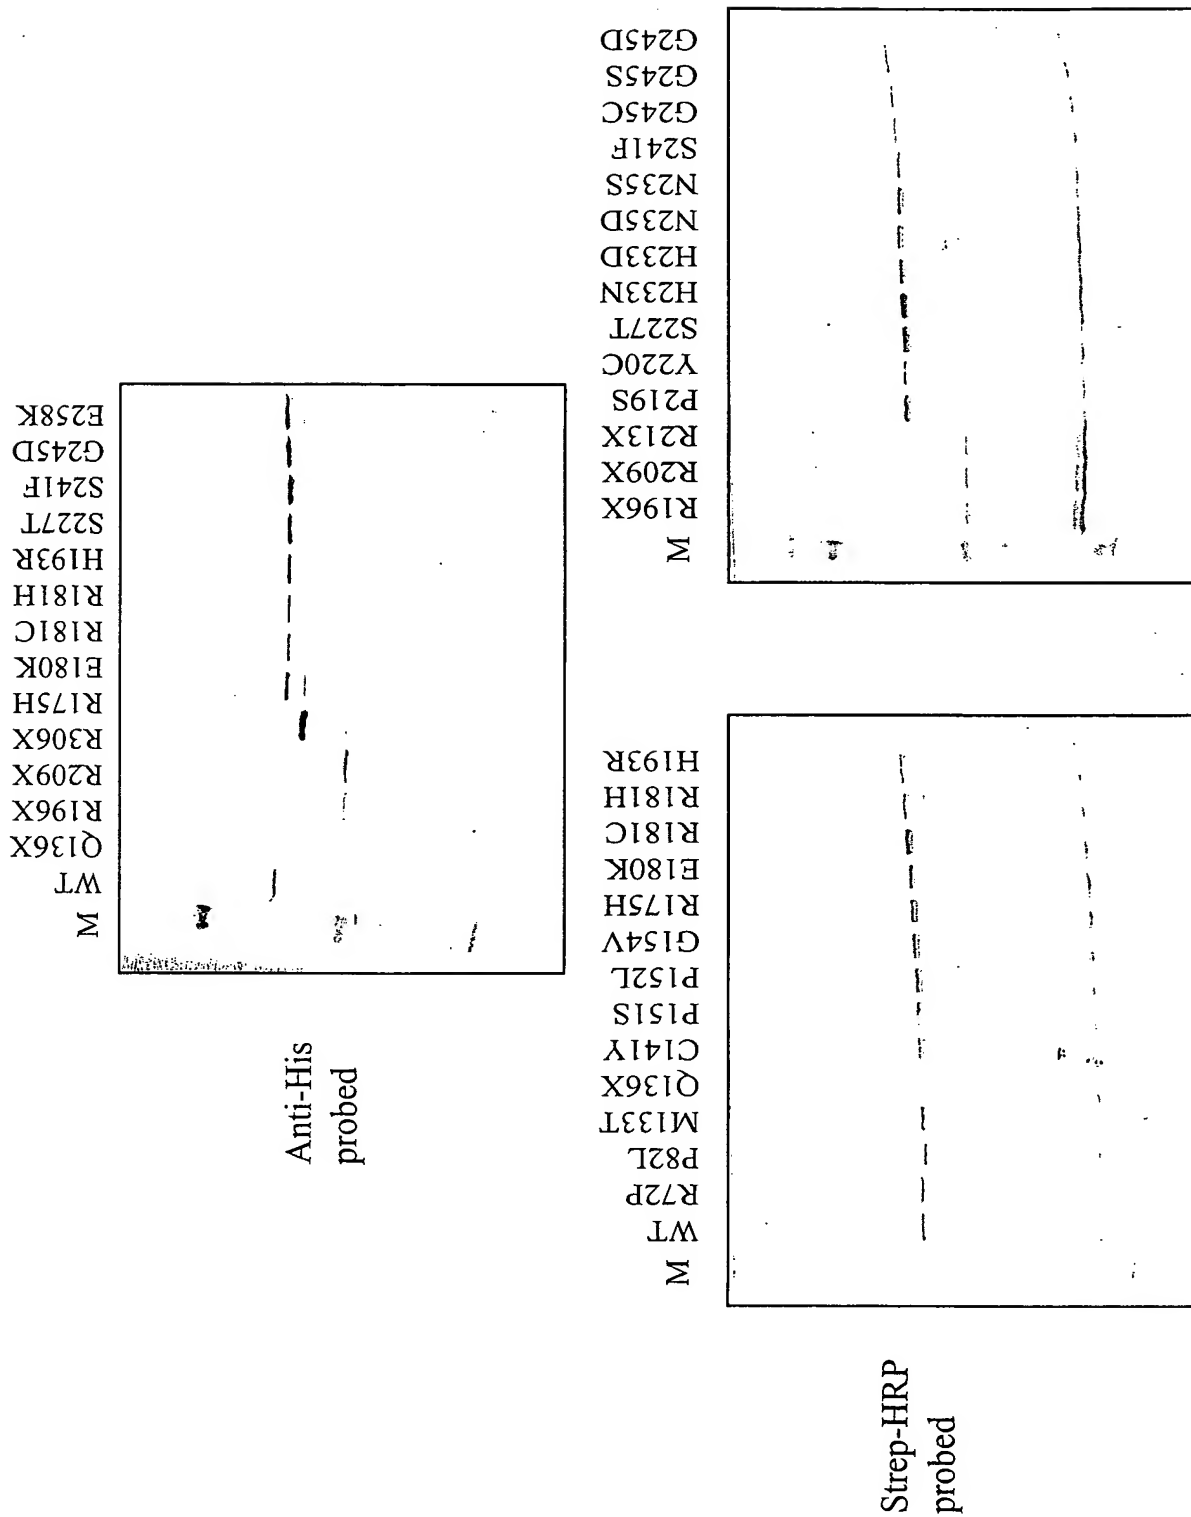 Anti-His
probed
M
WT
Q136X
R196X
R209X
R306X
R175H
E180K
R181C
R181H
H193R
S227T
S241F
G245D
E258K
Strep-HRP
probed
M
WT
R72P
P82L
M133T
Q136X
C141Y
P151S
P152L
G154V
R175H
E180K
R181C
R181H
H193R
M
R196X
R209X
R213X
P219S
Y220C
S227T
H233N
H233D
N235D
N235S
S241F
G245C
G245S
G245D